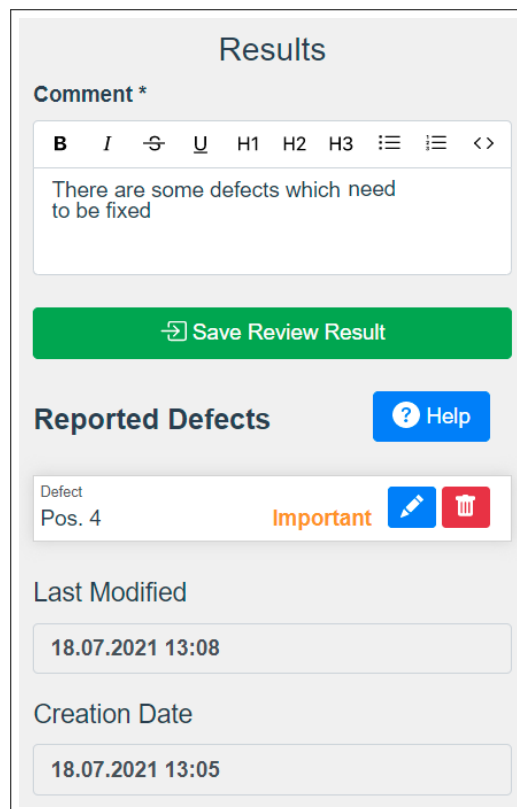 Results
Comment *
B I S U H1 H2 H3 <>
There are some defects which need
to be fixed
Save Review Result
Reported Defects
? Help
Defect
Pos. 4 Important
Last Modified
18.07.2021 13:08
Creation Date
18.07.2021 13:05